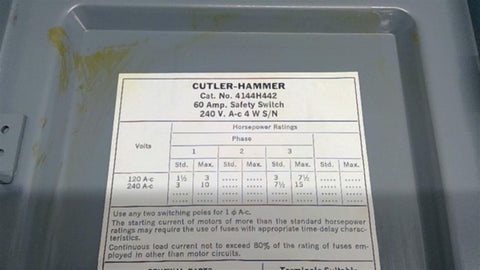 CUTLER-HAMMER
Cat. No. 4144H442
60 Amp. Safety Switch
240 V. A-c 4 W S/N
Horsepower Ratings
Volts Phase
1 2 3
Std. Max. Std. Max. Std. Max.
120 A-c 1½ 3 ..... ..... 3 7½
240 A-c 3 10 ..... ..... 7½ 15
..... ..... ..... ..... ..... .....
..... ..... ..... ..... ..... .....
Use any two switching poles for 1 ϕ A-c.
The starting current of motors of more than the standard horsepower
ratings may require the use of fuses with appropriate time-delay charac-
teristics.
Continuous load current not to exceed 80% of the rating of fuses em-
ployed in other than motor circuits.
Terminals Suitable